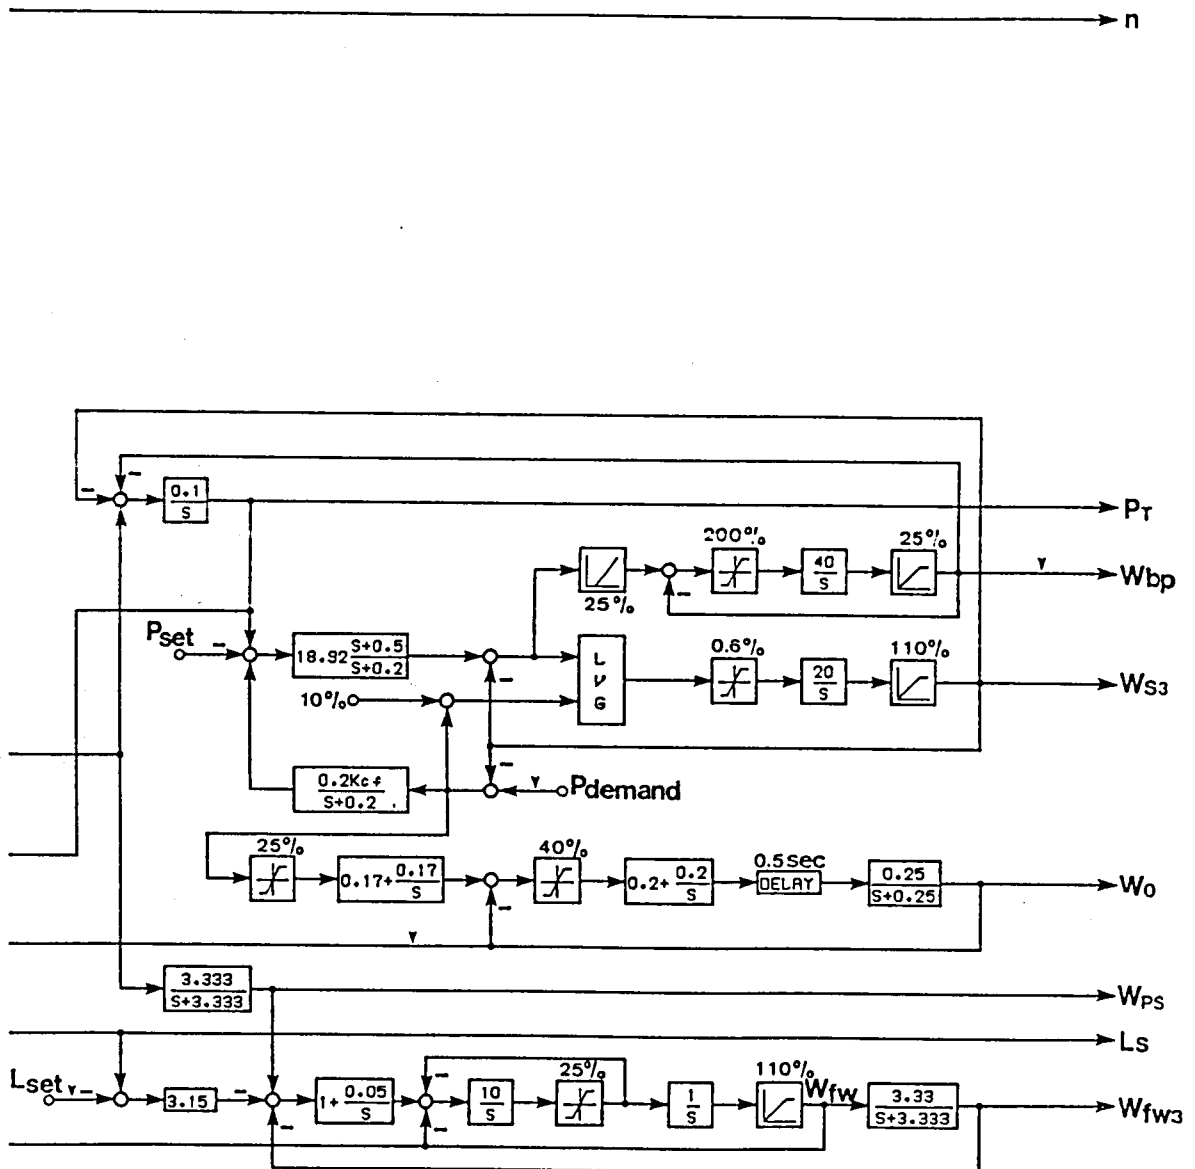 n
0.1
S
PT
200%
25%
40
S
Wbp
25%
Pset
18.92 S+0.5
S+0.2
L
V
G
0.6%
20
S
110%
WS3
10%
0.2Kcf
S+0.2
Pdemand
25%
0.17+ 0.17
S
40%
0.2+ 0.2
S
0.5sec
DELAY
0.25
S+0.25
Wo
3.333
S+3.333
WPS
Ls
Lset
3.15
1+ 0.05
S
10
S
25%
1
S
110%
Wfw
3.33
S+3.333
Wfw3